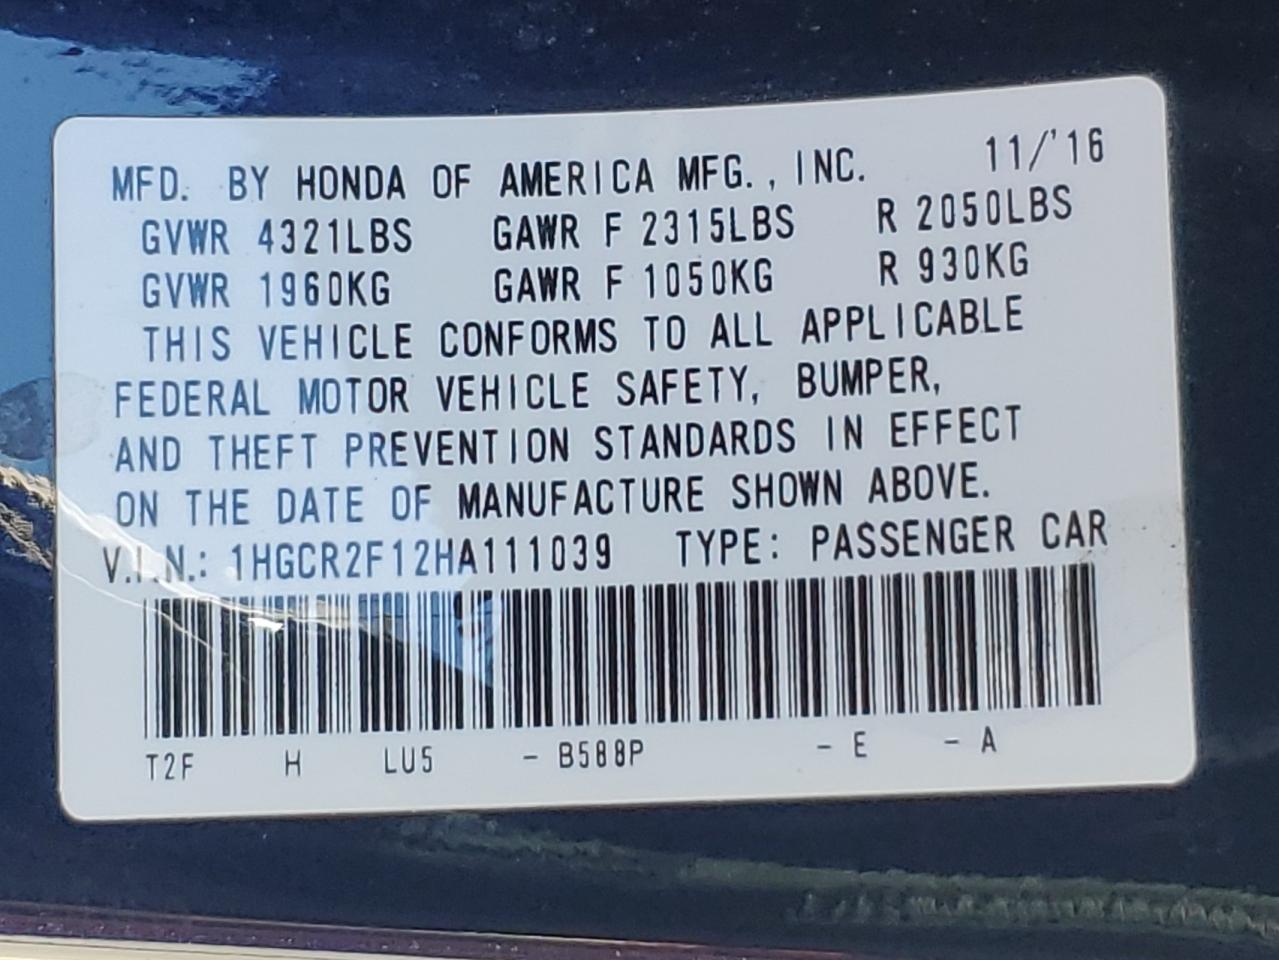 MFD. BY HONDA OF AMERICA MFG., INC. 11/'16
GVWR 4321LBS GAWR F 2315LBS R 2050LBS
GVWR 1960KG GAWR F 1050KG R 930KG
THIS VEHICLE CONFORMS TO ALL APPLICABLE
FEDERAL MOTOR VEHICLE SAFETY, BUMPER,
AND THEFT PREVENTION STANDARDS IN EFFECT
ON THE DATE OF MANUFACTURE SHOWN ABOVE.
V.I.N.: 1HGCR2F12HA111039 TYPE: PASSENGER CAR
T2F H LU5 - B588P - E - A